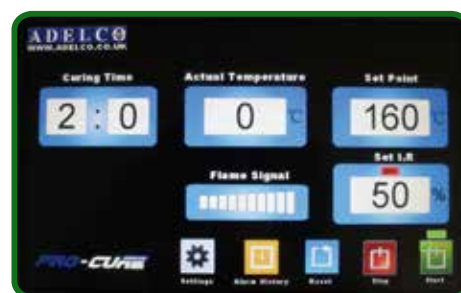 ADELCO
WWW.ADELCO.CO.UK
Curing Time
Actual Temperature
Set Point
2 : 0
0 °C
160 °C
Flame Signal
Set I.R
50 %
PRO-CURE
Settings
Alarm History
Reset
Stop
Start